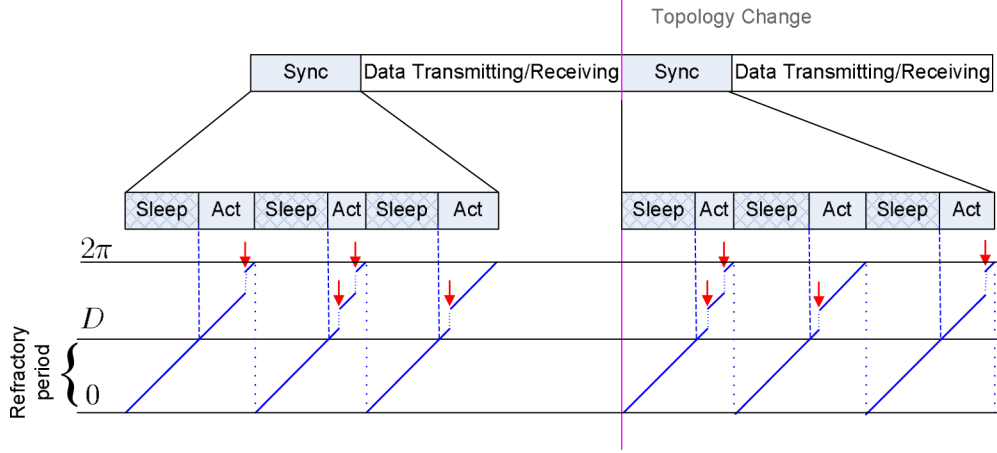 Topology Change
Sync Data Transmitting/Receiving Sync Data Transmitting/Receiving
Sleep Act Sleep Act Sleep Act Sleep Act Sleep Act Sleep Act
2π
D
Refractory
period
{
0